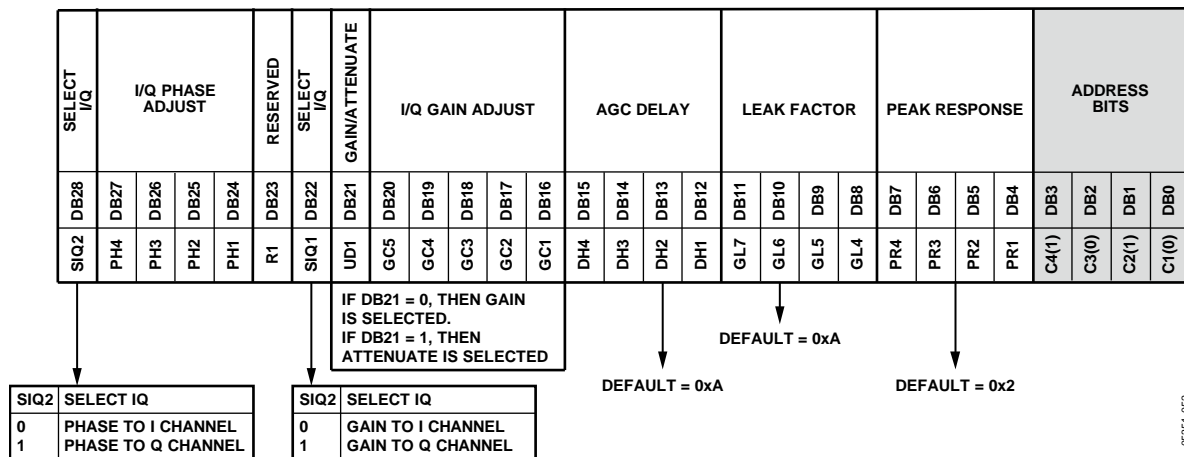 SELECT I/Q
I/Q PHASE ADJUST
RESERVED
SELECT I/Q
GAIN/ATTENUATE
I/Q GAIN ADJUST
AGC DELAY
LEAK FACTOR
PEAK RESPONSE
ADDRESS BITS
DB28 DB27 DB26 DB25 DB24 DB23 DB22 DB21 DB20 DB19 DB18 DB17 DB16 DB15 DB14 DB13 DB12 DB11 DB10 DB9 DB8 DB7 DB6 DB5 DB4 DB3 DB2 DB1 DB0
SIQ2 PH4 PH3 PH2 PH1 R1 SIQ1 UD1 GC5 GC4 GC3 GC2 GC1 DH4 DH3 DH2 DH1 GL7 GL6 GL5 GL4 PR4 PR3 PR2 PR1 C4(1) C3(0) C2(1) C1(0)
IF DB21 = 0, THEN GAIN
IS SELECTED.
IF DB21 = 1, THEN
ATTENUATE IS SELECTED
DEFAULT = 0xA
DEFAULT = 0xA
DEFAULT = 0x2
SIQ2 SELECT IQ
0 PHASE TO I CHANNEL
1 PHASE TO Q CHANNEL
SIQ2 SELECT IQ
0 GAIN TO I CHANNEL
1 GAIN TO Q CHANNEL